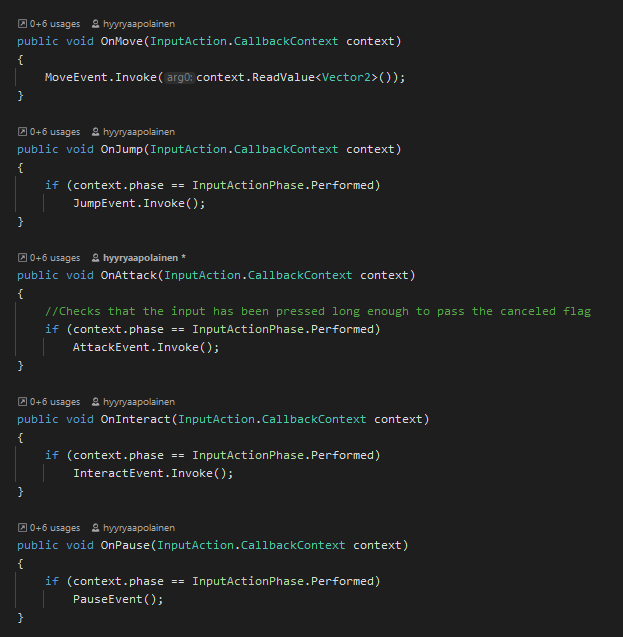 0+6 usages hyyryaapolainen
public void OnMove(InputAction.CallbackContext context)
{
MoveEvent.Invoke(arg0: context.ReadValue<Vector2>());
}
0+6 usages hyyryaapolainen
public void OnJump(InputAction.CallbackContext context)
{
if (context.phase == InputActionPhase.Performed)
JumpEvent.Invoke();
}
0+6 usages hyyryaapolainen *
public void OnAttack(InputAction.CallbackContext context)
{
//Checks that the input has been pressed long enough to pass the canceled flag
if (context.phase == InputActionPhase.Performed)
AttackEvent.Invoke();
}
0+6 usages hyyryaapolainen
public void OnInteract(InputAction.CallbackContext context)
{
if (context.phase == InputActionPhase.Performed)
InteractEvent.Invoke();
}
0+6 usages hyyryaapolainen
public void OnPause(InputAction.CallbackContext context)
{
if (context.phase == InputActionPhase.Performed)
PauseEvent();
}